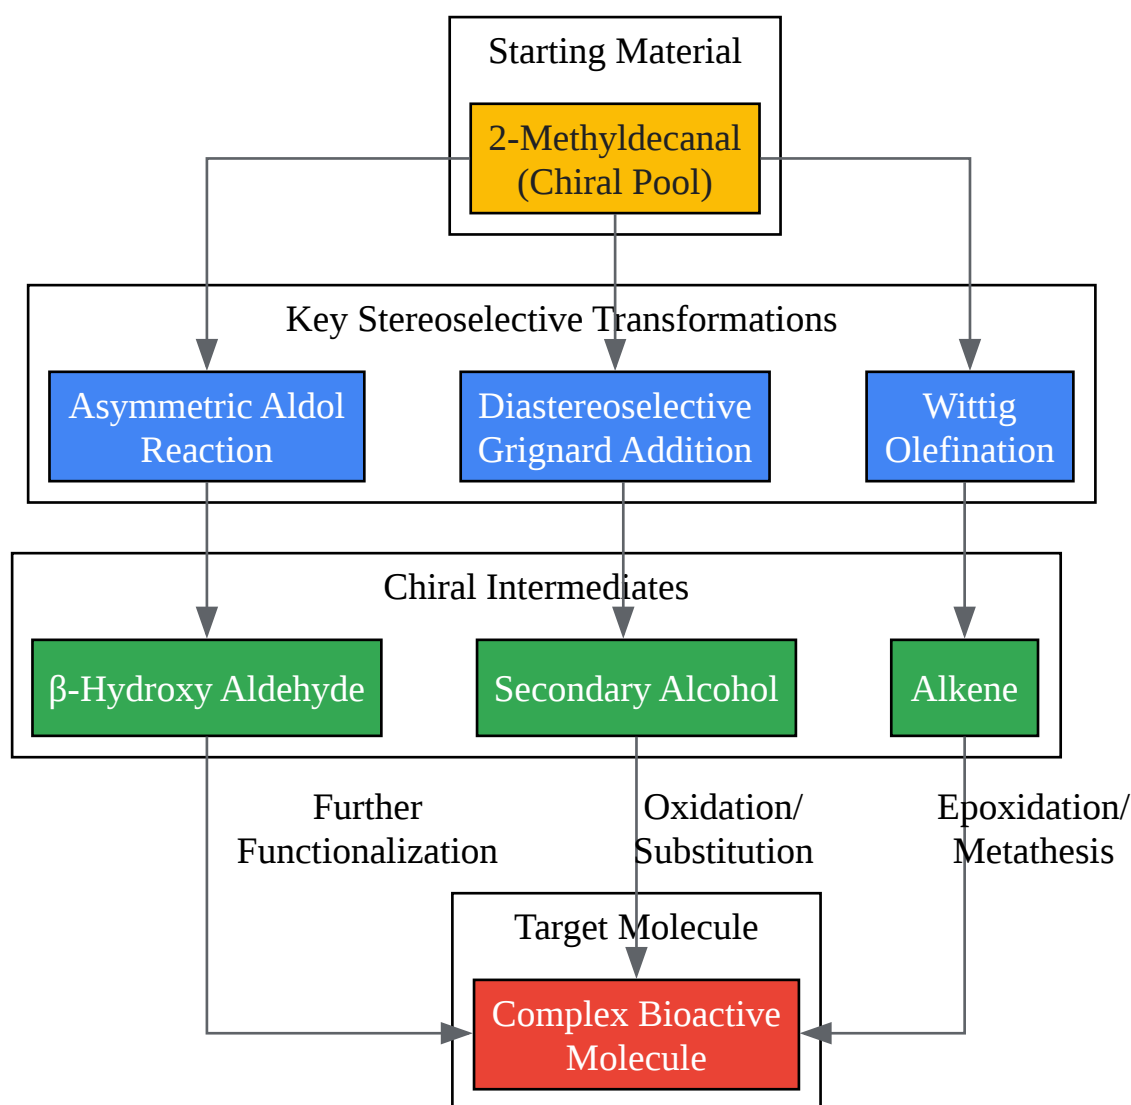 Starting Material
2-Methyldecanal
(Chiral Pool)
Key Stereoselective Transformations
Asymmetric Aldol
Reaction
Diastereoselective
Grignard Addition
Wittig
Olefination
Chiral Intermediates
β-Hydroxy Aldehyde
Secondary Alcohol
Alkene
Further
Functionalization
Oxidation/
Substitution
Epoxidation/
Metathesis
Target Molecule
Complex Bioactive
Molecule